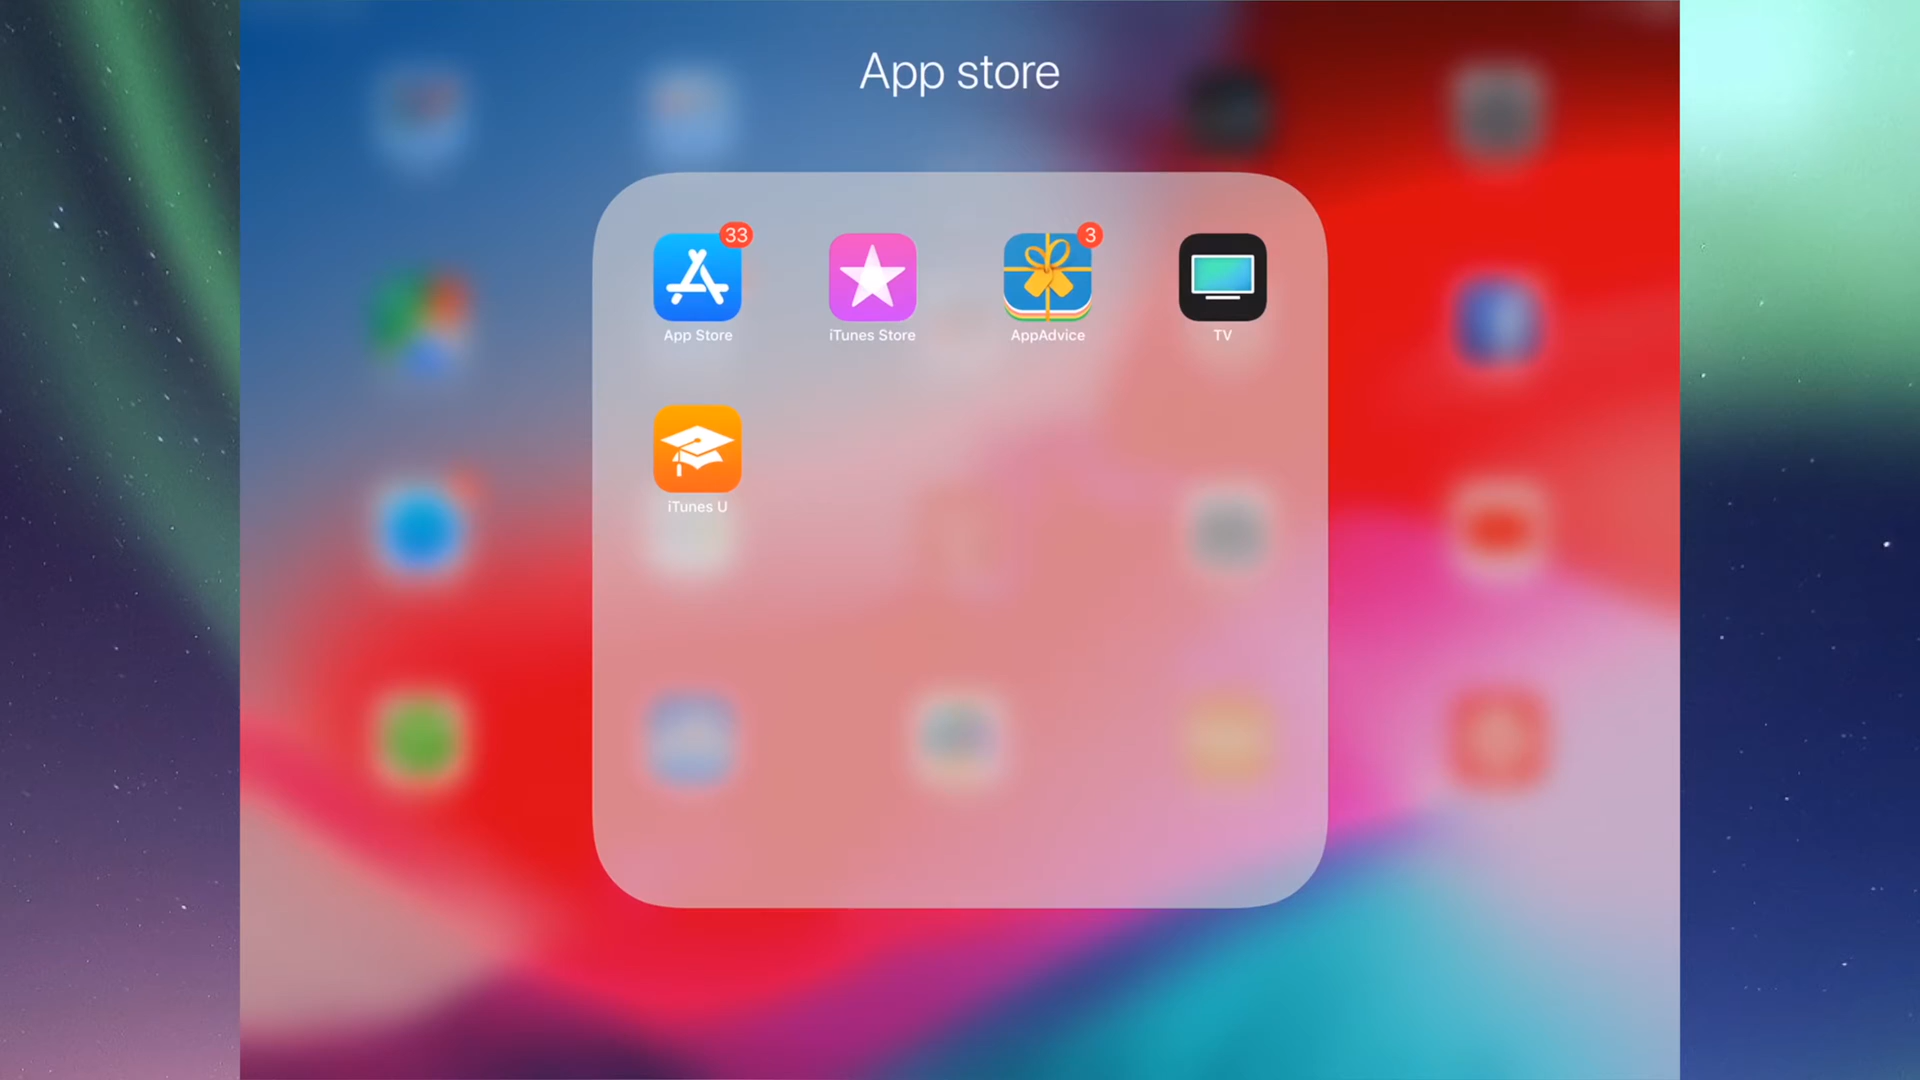 App store
33
3
App Store
iTunes Store
AppAdvice
TV
iTunes U